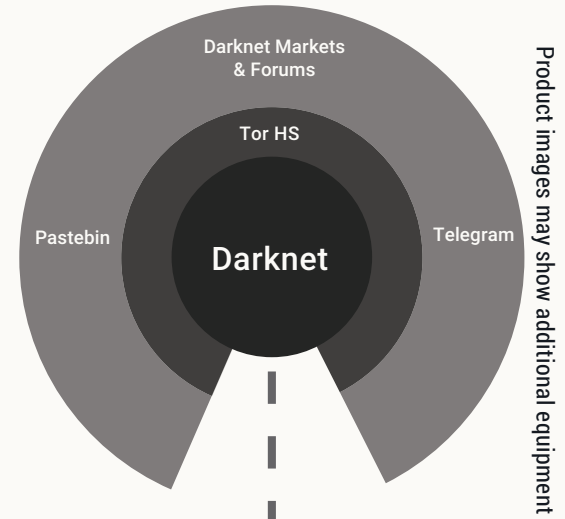 Darknet Markets
& Forums
Tor HS
Pastebin
Telegram
Darknet
Product images may show additional equipment